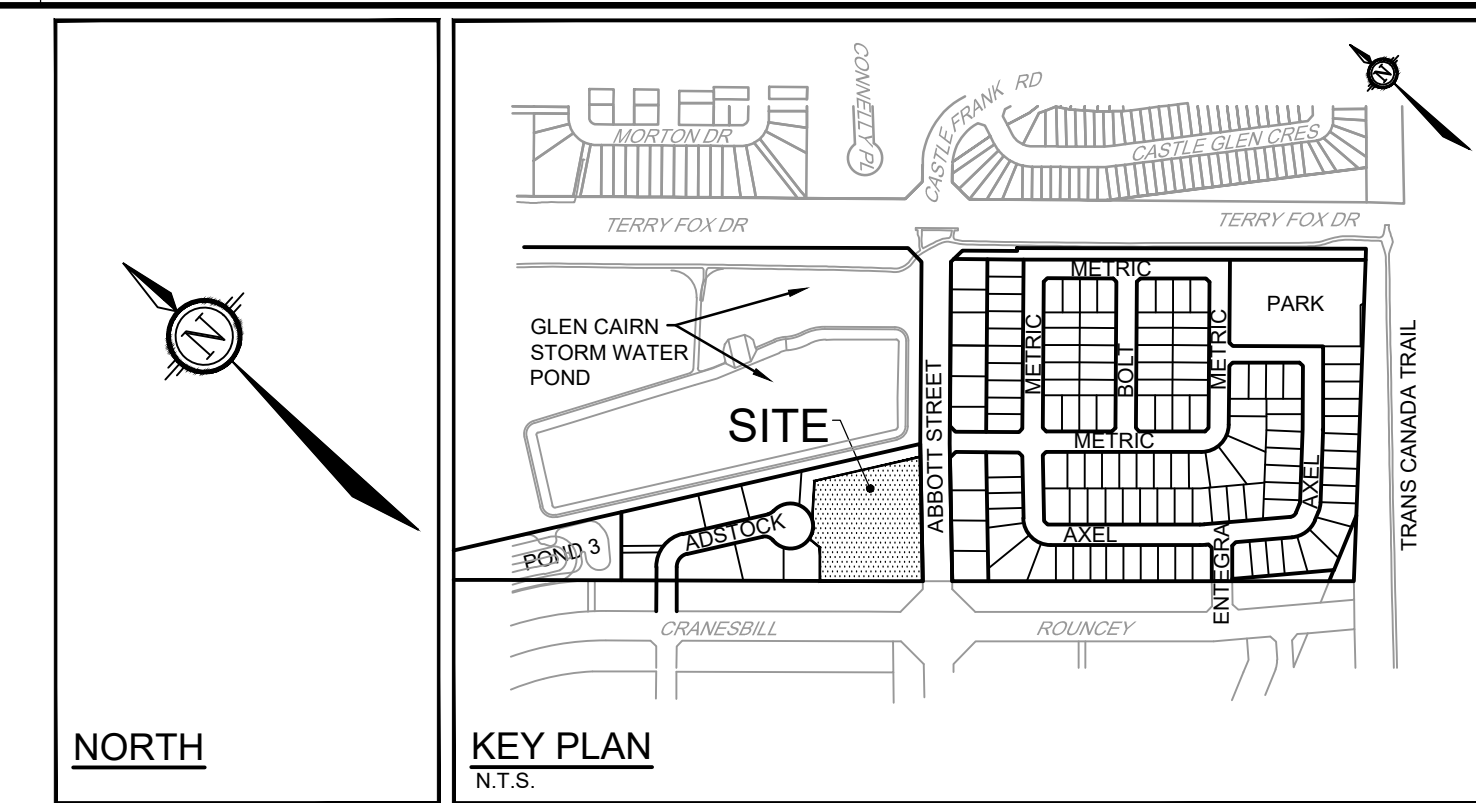 N
NORTH
CONNELLY PL
CASTLE FRANK RD
N
MORTON DR
CASTLE GLEN CRES
TERRY FOX DR
TERRY FOX DR
METRIC
PARK
GLEN CAIRN
STORM WATER
POND
METRIC
BOLT
METRIC
TRANS CANADA TRAIL
ABBOTT STREET
SITE
METRIC
AXEL
ADSTOCK
AXEL
POND 3
ENTEGRA
CRANESBILL
ROUNCEY
KEY PLAN
N.T.S.